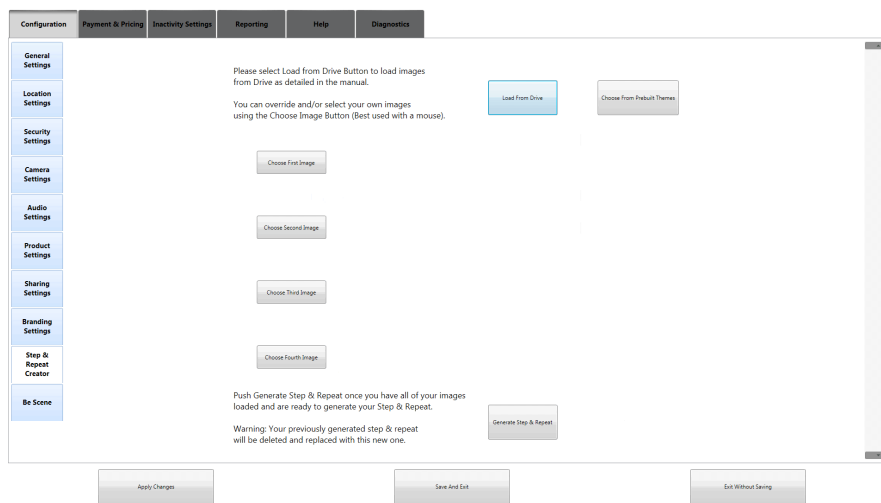 Configuration
Payment & Pricing
Inactivity Settings
Reporting
Help
Diagnostics
General
Settings
Location
Settings
Security
Settings
Camera
Settings
Audio
Settings
Product
Settings
Sharing
Settings
Branding
Settings
Step &
Repeat
Creator
Be Scene
Please select Load from Drive Button to load images
from Drive as detailed in the manual.
You can override and/or select your own images
using the Choose Image Button (Best used with a mouse).
Load From Drive
Choose From Prebuilt Themes
Choose First Image
Choose Second Image
Choose Third Image
Choose Fourth Image
Push Generate Step & Repeat once you have all of your images
loaded and are ready to generate your Step & Repeat.
Warning: Your previously generated step & repeat
will be deleted and replaced with this new one.
Generate Step & Repeat
Apply Changes
Save And Exit
Exit Without Saving